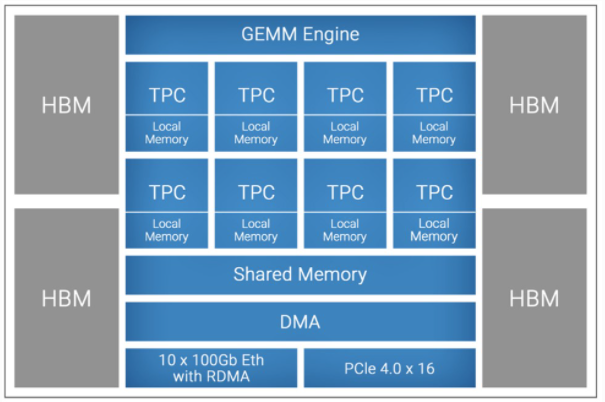 GEMM Engine
HBM
HBM
TPC
TPC
TPC
TPC
Local
Memory
Local
Memory
Local
Memory
Local
Memory
TPC
TPC
TPC
TPC
Local
Memory
Local
Memory
Local
Memory
Local
Memory
Shared Memory
HBM
HBM
DMA
10 x 100Gb Eth
with RDMA
PCIe 4.0 x 16